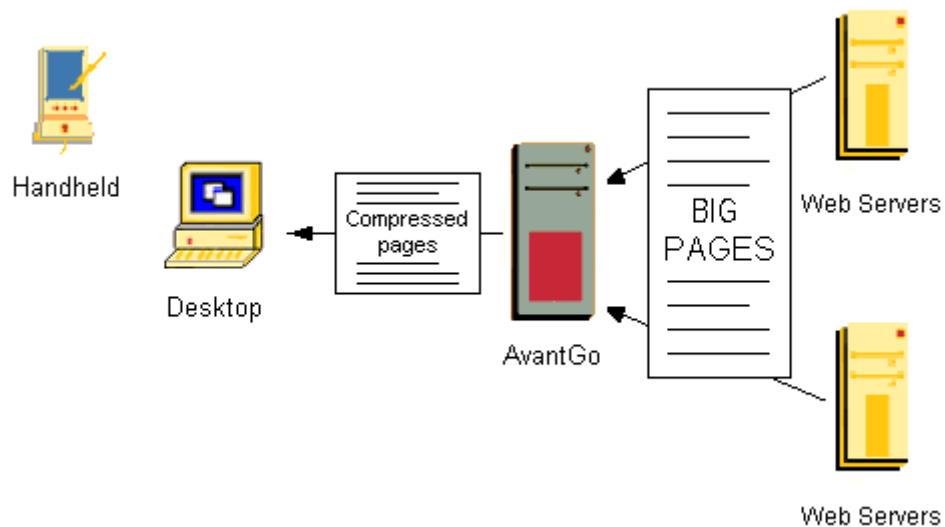 Handheld
Desktop
Compressed
pages
AvantGo
BIG
PAGES
Web Servers
Web Servers